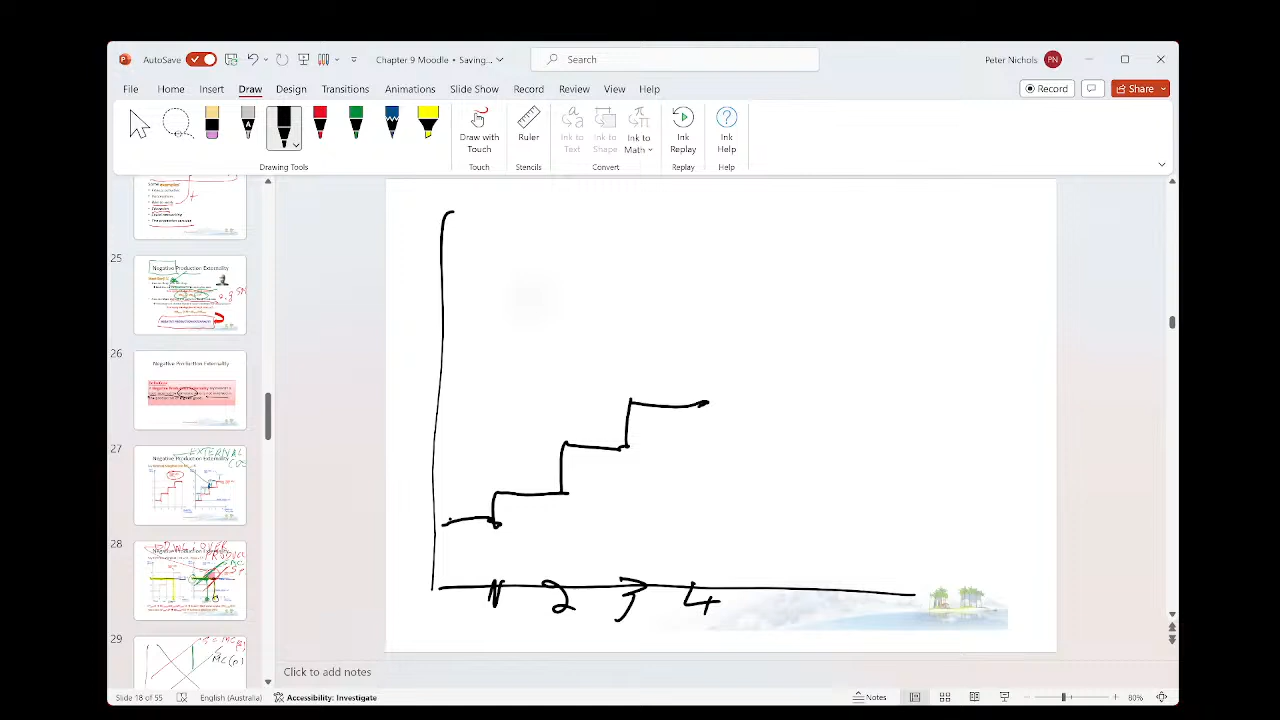 AutoSave
Chapter 9 Moodle • Saving...
Search
Peter Nichols
PN
File Home Insert Draw Design Transitions Animations Slide Show Record Review View Help
Record
Share
Draw with Touch
Ruler
Ink to Text
Ink to Shape
Ink to Math
Ink Replay
Ink Help
Drawing Tools
Touch
Stencils
Convert
Replay
Help
25
Negative Production Externality
26
Negative Production Externality
27
Negative Production Externality
EXTERNAL
28
29
1 2 3 4
Click to add notes
Slide 18 of 55
English (Australia)
Accessibility: Investigate
Notes
80%